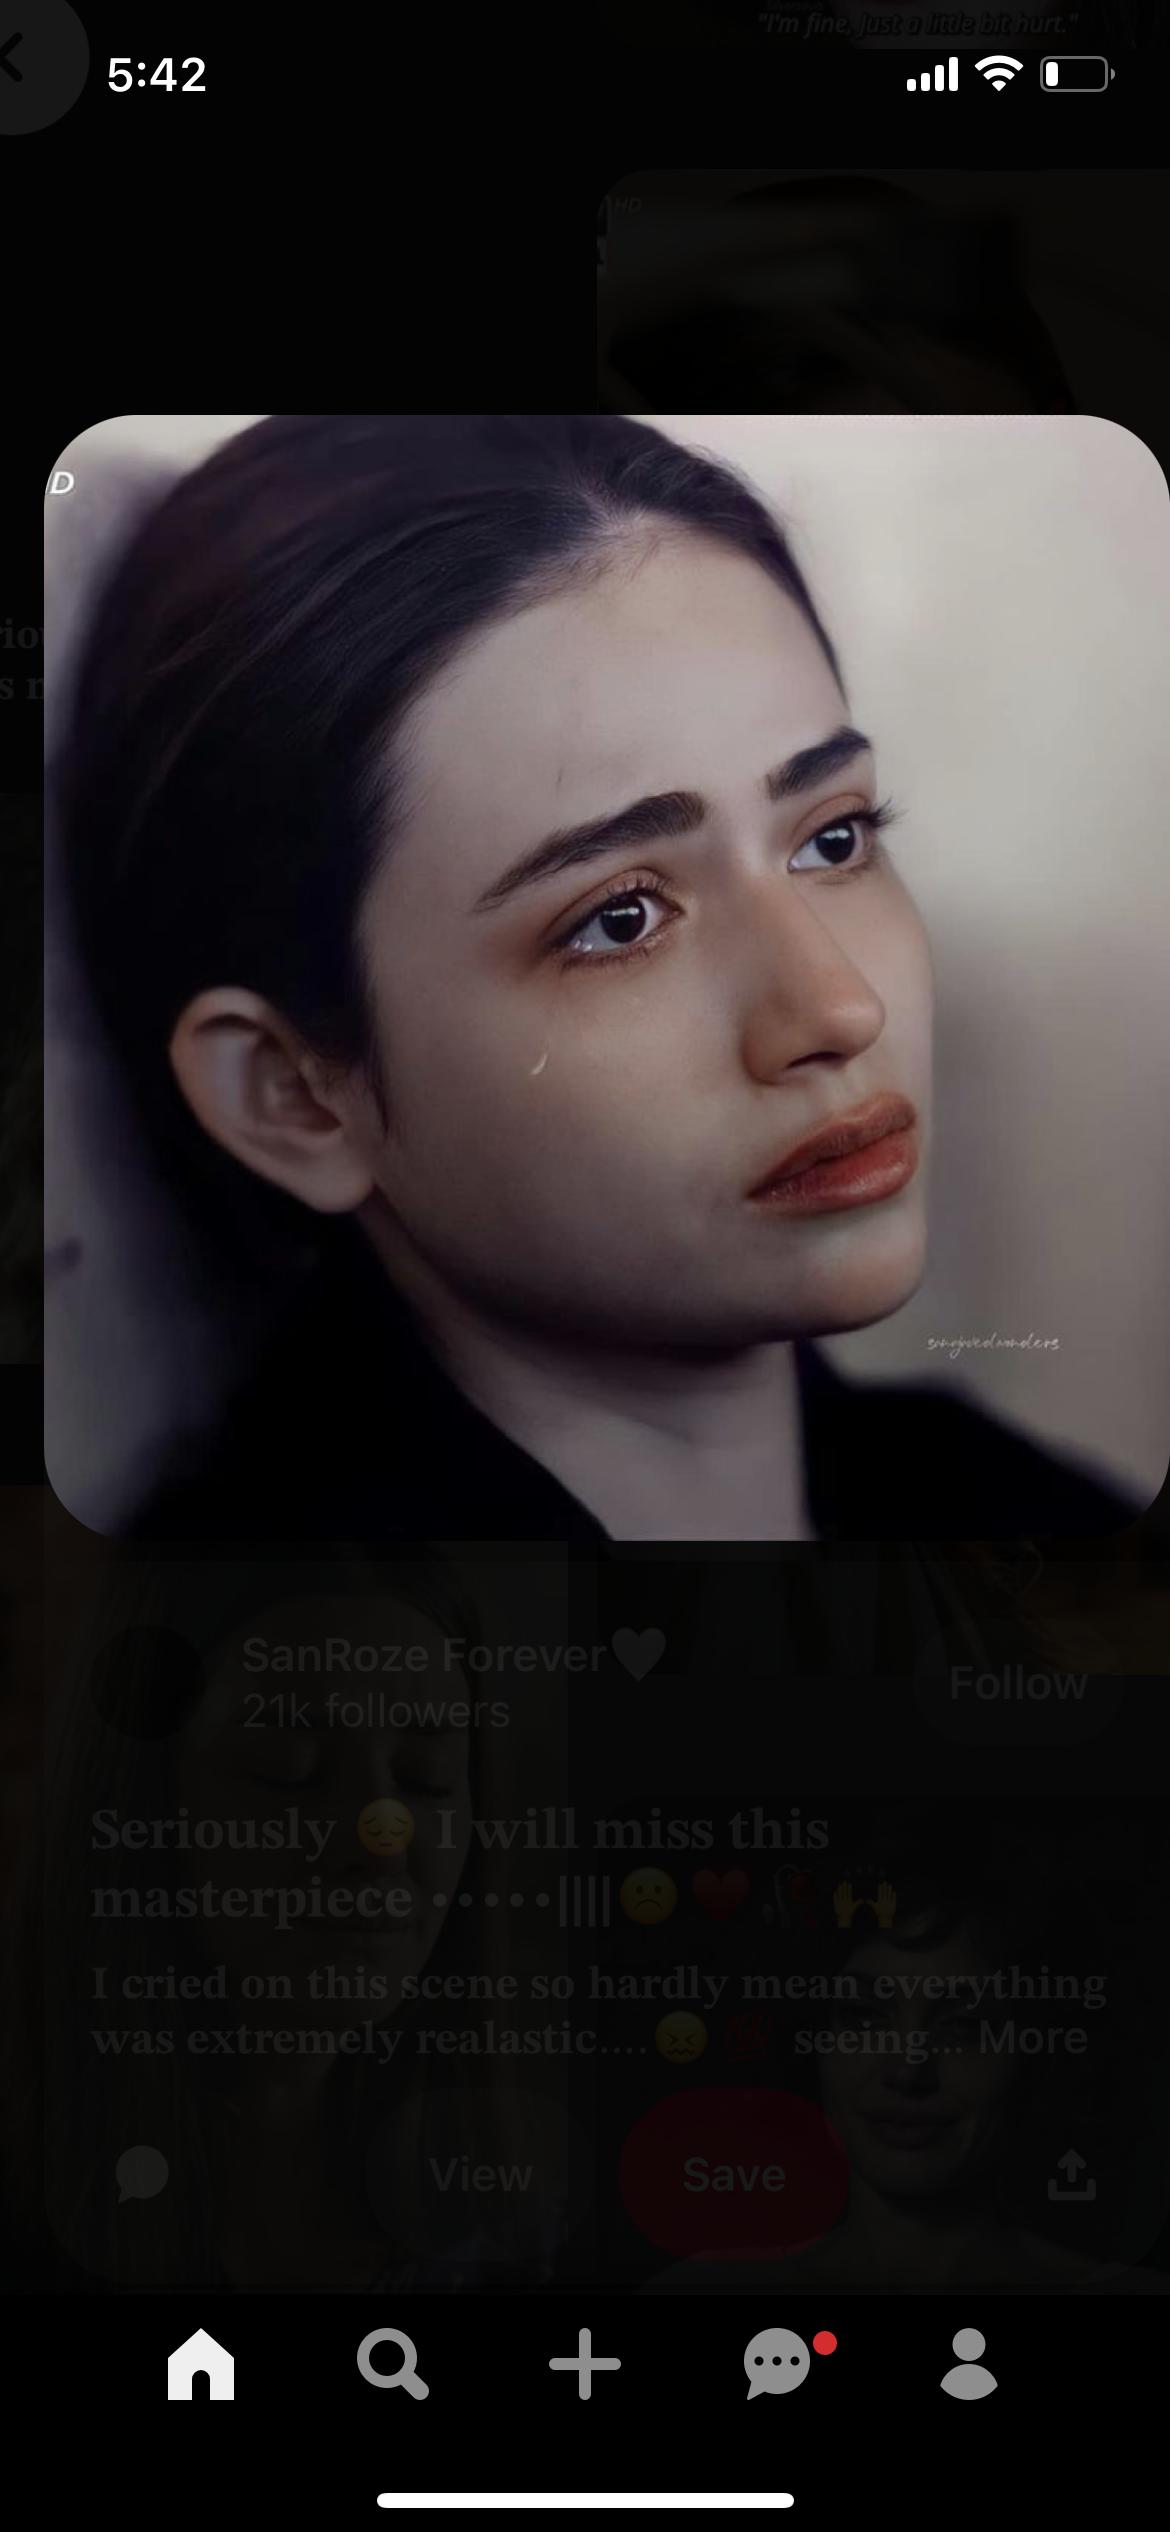 "I'm fine, Just a little bit hurt."
5:42
HD
D
s
sanajavedwonders
SanRoze Forever🤍
21k followers
Follow
Seriously 😔 I will miss this
masterpiece •••••||||☹️❤️🥀🙌
I cried on this scene so hardly mean everything
was extremely realastic....😖💯 seeing... More
View
Save